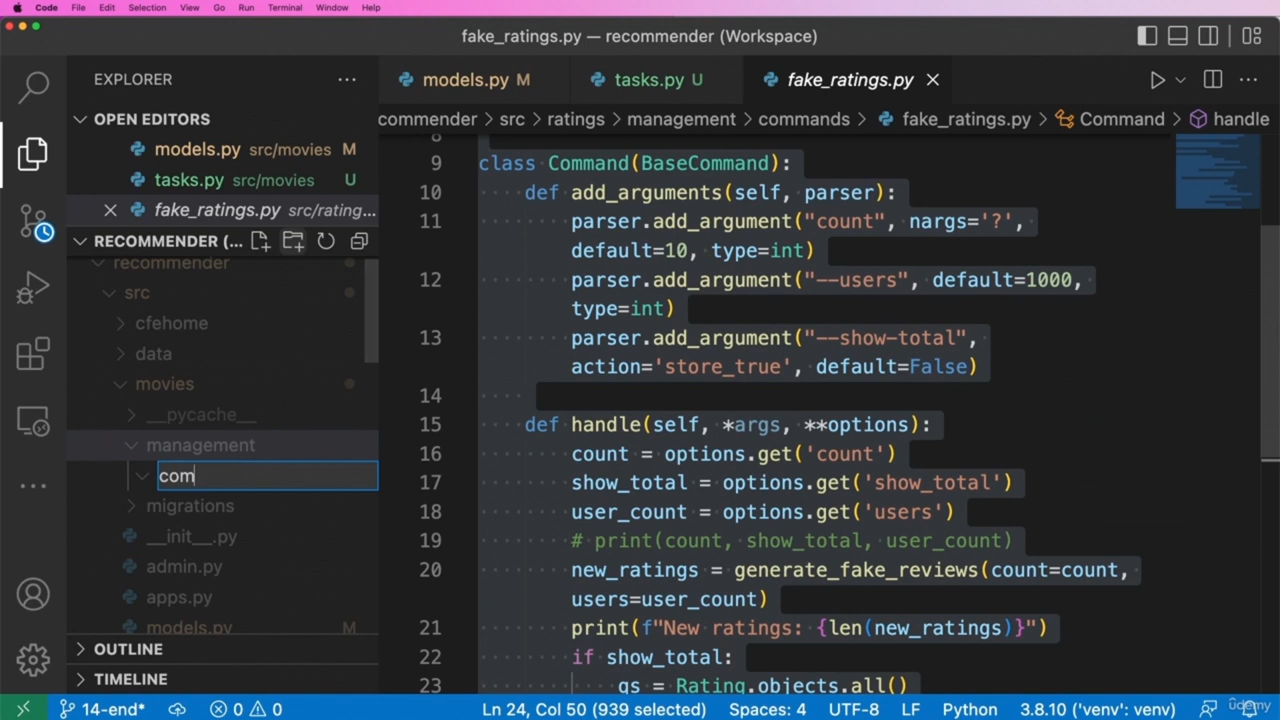 Code File Edit Selection View Go Run Terminal Window Help
fake_ratings.py — recommender (Workspace)
EXPLORER
models.py M
tasks.py U
fake_ratings.py
OPEN EDITORS
commender > src > ratings > management > commands > fake_ratings.py > Command > handle
models.py src/movies M
tasks.py src/movies U
fake_ratings.py src/rating...
RECOMMENDER (...
recommender
src
cfehome
data
movies
__pycache__
management
com
migrations
__init__.py
admin.py
apps.py
models.py M
OUTLINE
TIMELINE
8
9 class Command(BaseCommand):
10 ····def add_arguments(self, parser):
11 ········parser.add_argument("count", nargs='?',
default=10, type=int)
12 ········parser.add_argument("--users", default=1000,
type=int)
13 ········parser.add_argument("--show-total",
action='store_true', default=False)
14 ····
15 ····def handle(self, *args, **options):
16 ········count = options.get('count')
17 ········show_total = options.get('show_total')
18 ········user_count = options.get('users')
19 ········# print(count, show_total, user_count)
20 ········new_ratings = generate_fake_reviews(count=count,
users=user_count)
21 ········print(f"New ratings: {len(new_ratings)}")
22 ········if show_total:
23 ············qs = Rating.objects.all()
14-end* 0 0 Ln 24, Col 50 (939 selected) Spaces: 4 UTF-8 LF Python 3.8.10 ('venv': venv)
udemy